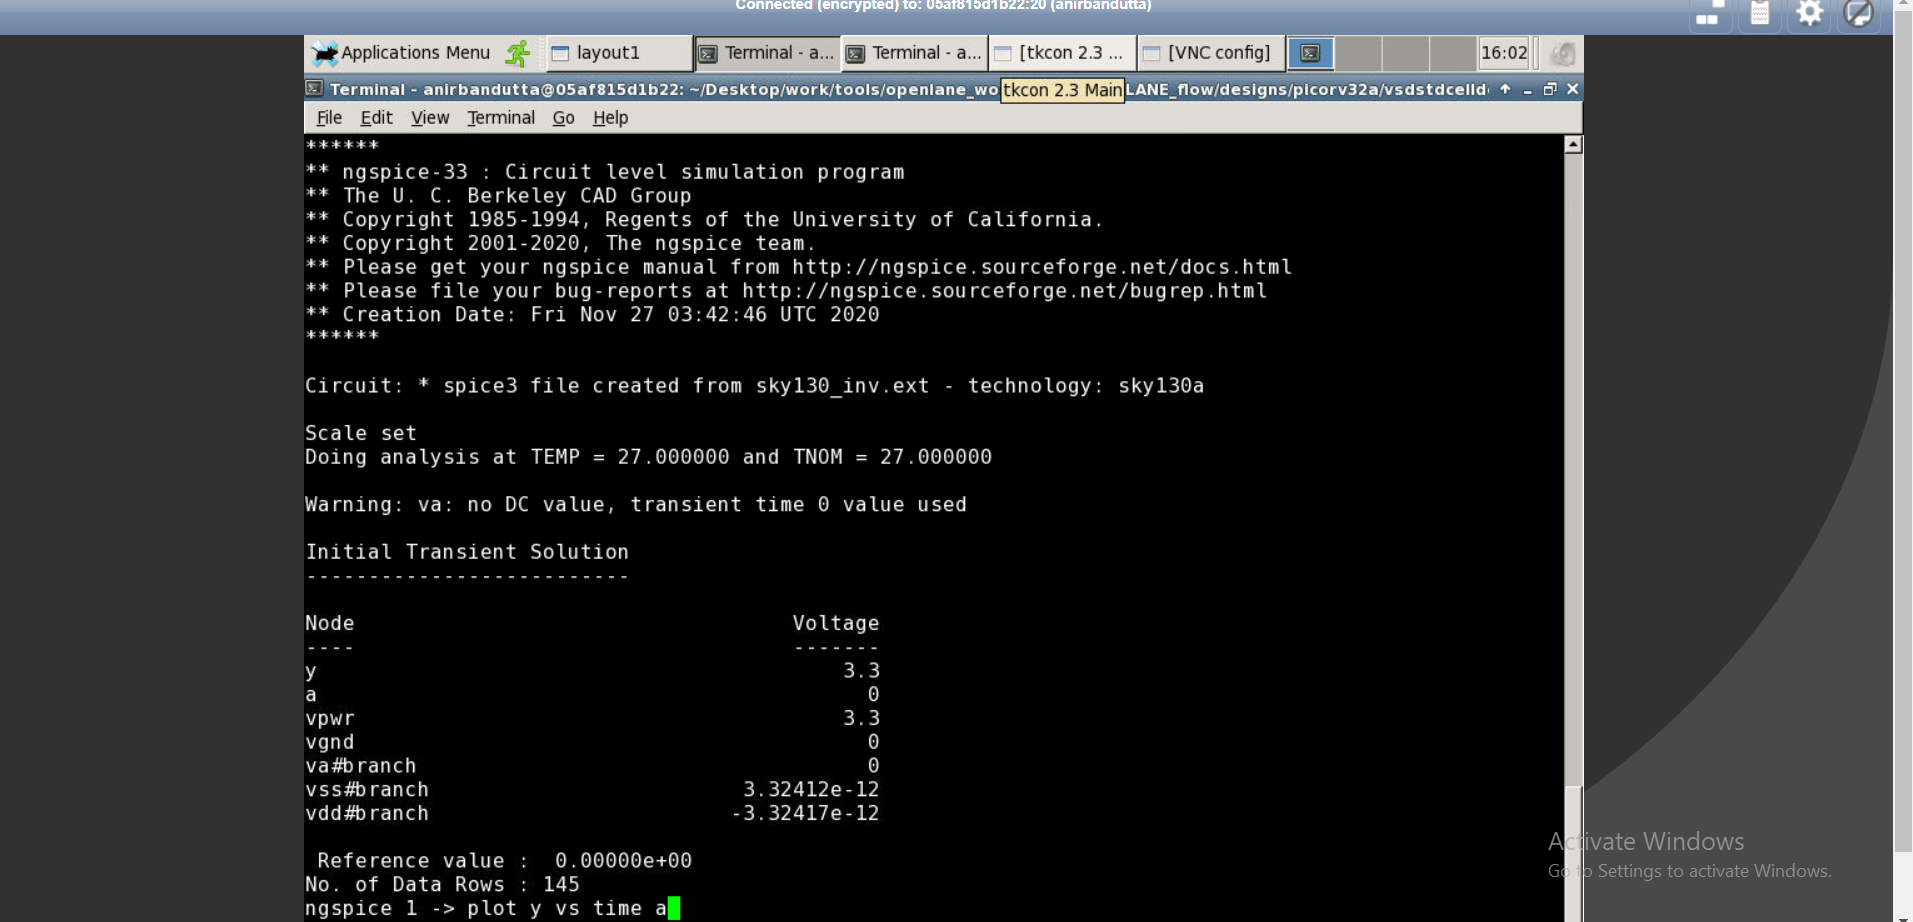 Connected (encrypted) to: 05af815d1b22:20 (anirbandutta)
Applications Menu layout1 Terminal - a... Terminal - a... [tkcon 2.3 ... [VNC config] 16:02
Terminal - anirbandutta@05af815d1b22: ~/Desktop/work/tools/openlane_wo tkcon 2.3 Main LANE_flow/designs/picorv32a/vsdstdcelld
File Edit View Terminal Go Help
******
** ngspice-33 : Circuit level simulation program
** The U. C. Berkeley CAD Group
** Copyright 1985-1994, Regents of the University of California.
** Copyright 2001-2020, The ngspice team.
** Please get your ngspice manual from http://ngspice.sourceforge.net/docs.html
** Please file your bug-reports at http://ngspice.sourceforge.net/bugrep.html
** Creation Date: Fri Nov 27 03:42:46 UTC 2020
******
Circuit: * spice3 file created from sky130_inv.ext - technology: sky130a
Scale set
Doing analysis at TEMP = 27.000000 and TNOM = 27.000000
Warning: va: no DC value, transient time 0 value used
Initial Transient Solution
--------------------------
Node Voltage
---- -------
y 3.3
a 0
vpwr 3.3
vgnd 0
va#branch 0
vss#branch 3.32412e-12
vdd#branch -3.32417e-12
Reference value : 0.00000e+00
No. of Data Rows : 145
ngspice 1 -> plot y vs time a
Activate Windows
Go to Settings to activate Windows.